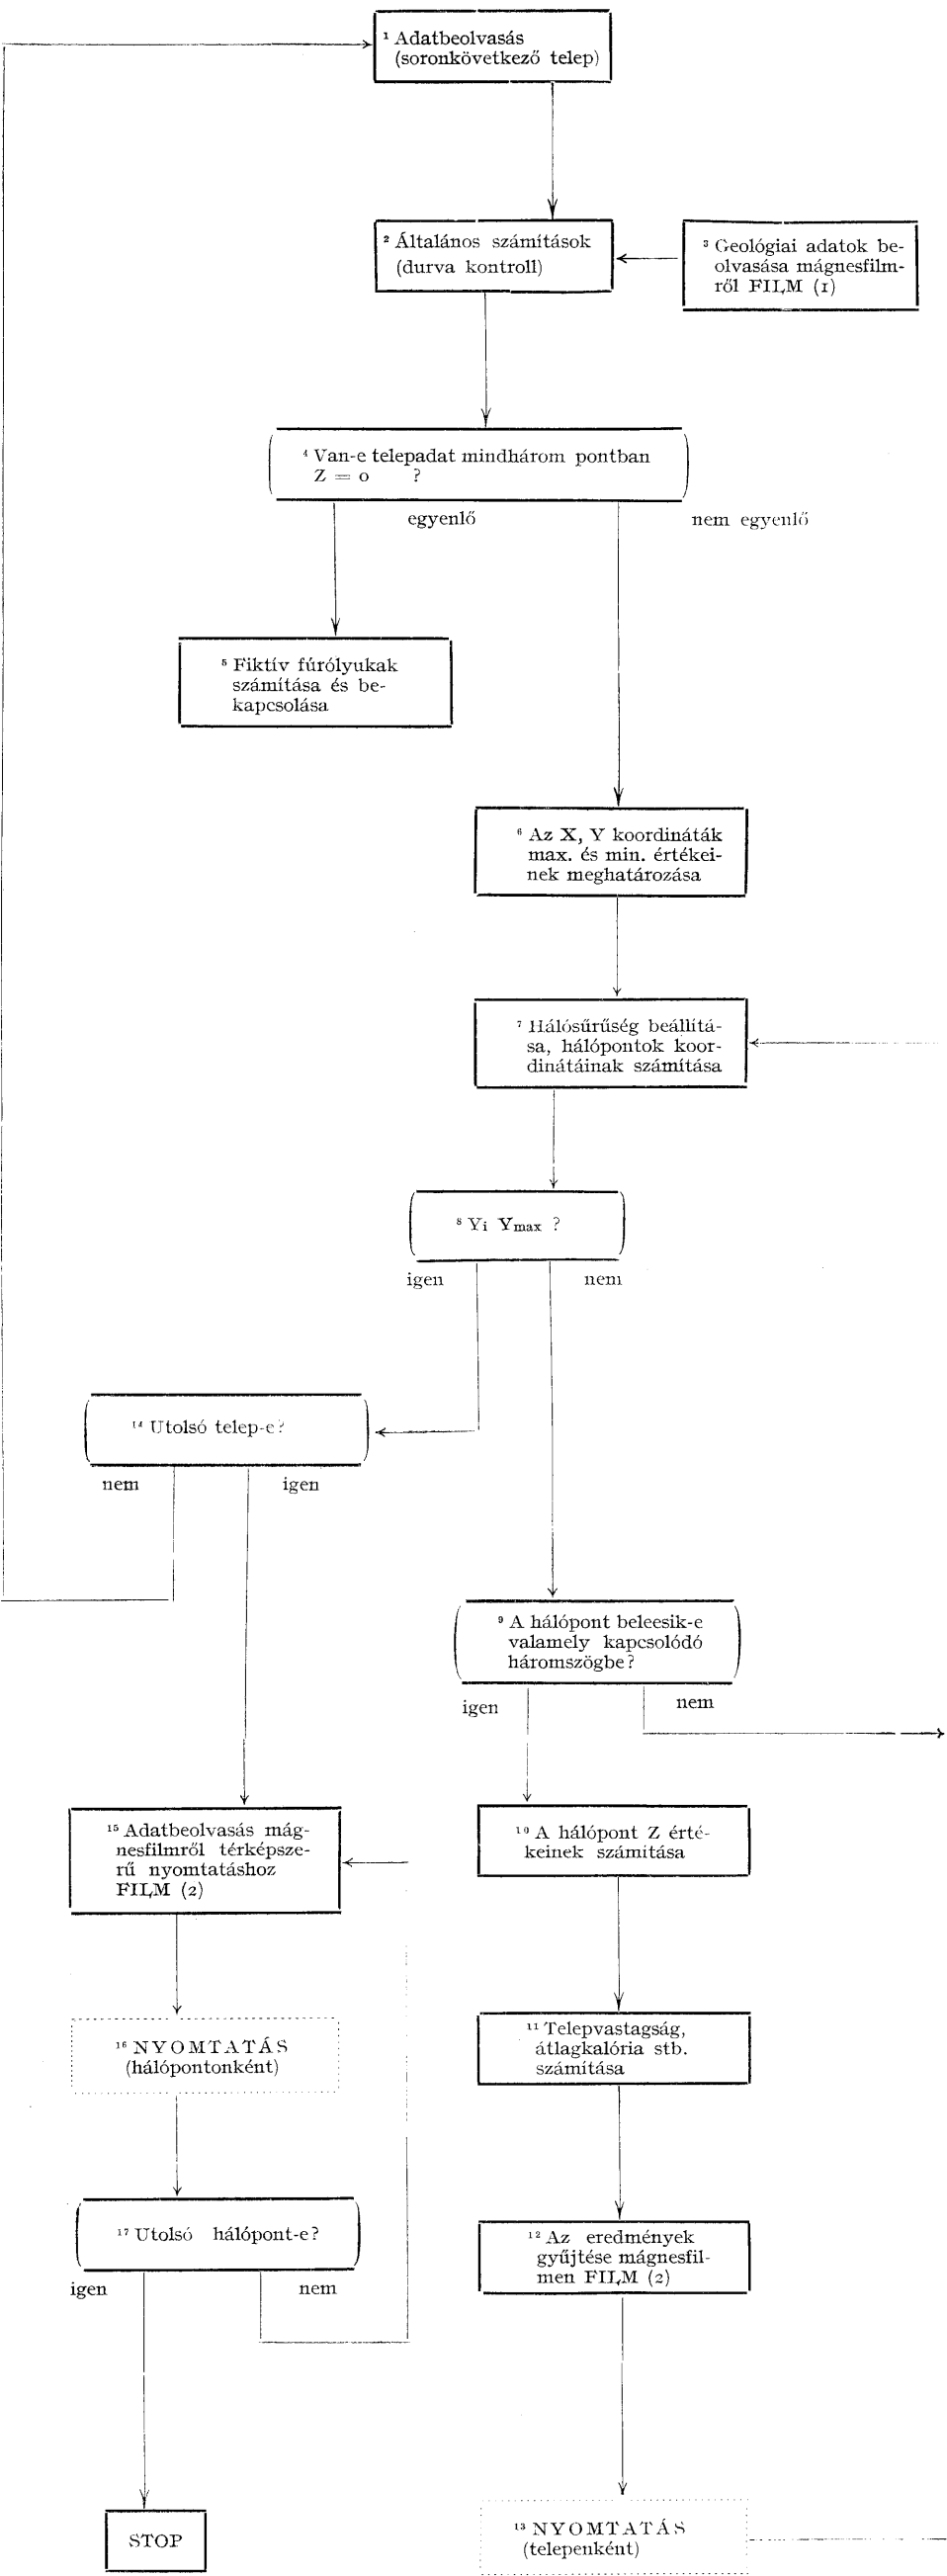 ¹ Adatbeolvasás
(soronkövetkező telep)
² Általános számítások
(durva kontroll)
³ Geológiai adatok be-
olvasása mágnesfilm-
ről FILM (1)
⁴ Van-e telepadat mindhárom pontban
Z = o ?
egyenlő
nem egyenlő
⁵ Fiktív fúrólyukak
számítása és be-
kapcsolása
⁶ Az X, Y koordináták
max. és min. értékei-
nek meghatározása
⁷ Hálósűrűség beállítá-
sa, hálópontok koor-
dinátáinak számítása
⁸ Yi Ymax ?
igen
nem
¹⁴ Utolsó telep-e?
nem
igen
⁹ A hálópont beleesik-e
valamely kapcsolódó
háromszögbe?
igen
nem
¹⁵ Adatbeolvasás mág-
nesfilmről térképsze-
rű nyomtatáshoz
FILM (2)
¹⁰ A hálópont Z érté-
keinek számitása
¹⁶ NYOMTATÁS
(hálópontonként)
¹¹ Telepvastagság,
átlagkalória stb.
számítása
¹⁷ Utolsó hálópont-e?
igen
nem
¹² Az eredmények
gyűjtése mágnesfil-
men FILM (2)
STOP
¹³ NYOMTATÁS
(telepenként)